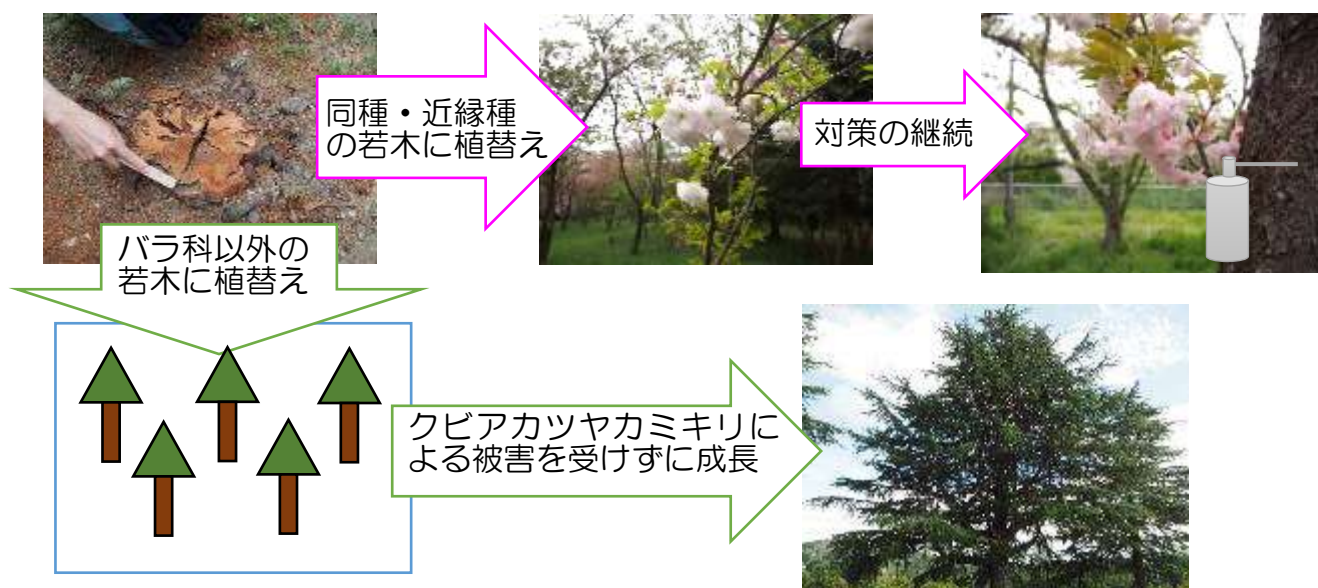 同種・近縁種
の若木に植替え
対策の継続
バラ科以外の
若木に植替え
クビアカツヤカミキリに
よる被害を受けずに成長